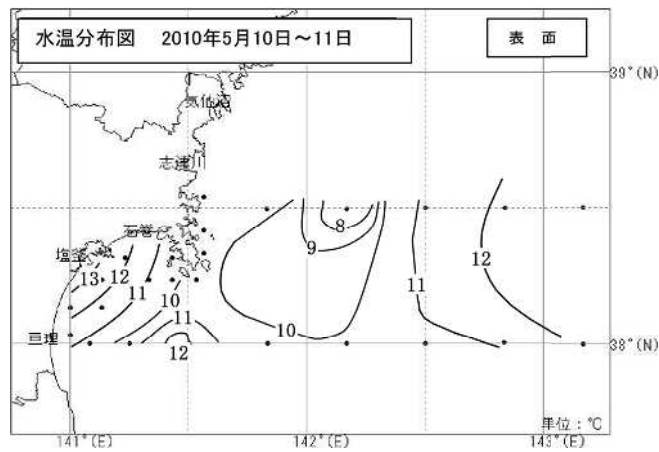 水温分布図 2010年5月10日～11日
表 面
39°(N)
気仙沼
志津川
8
石巻
9
塩釜
12
12
13
11
11
10
11
10
亘理
12
38°(N)
単位：℃
141°(E)
142°(E)
143°(E)